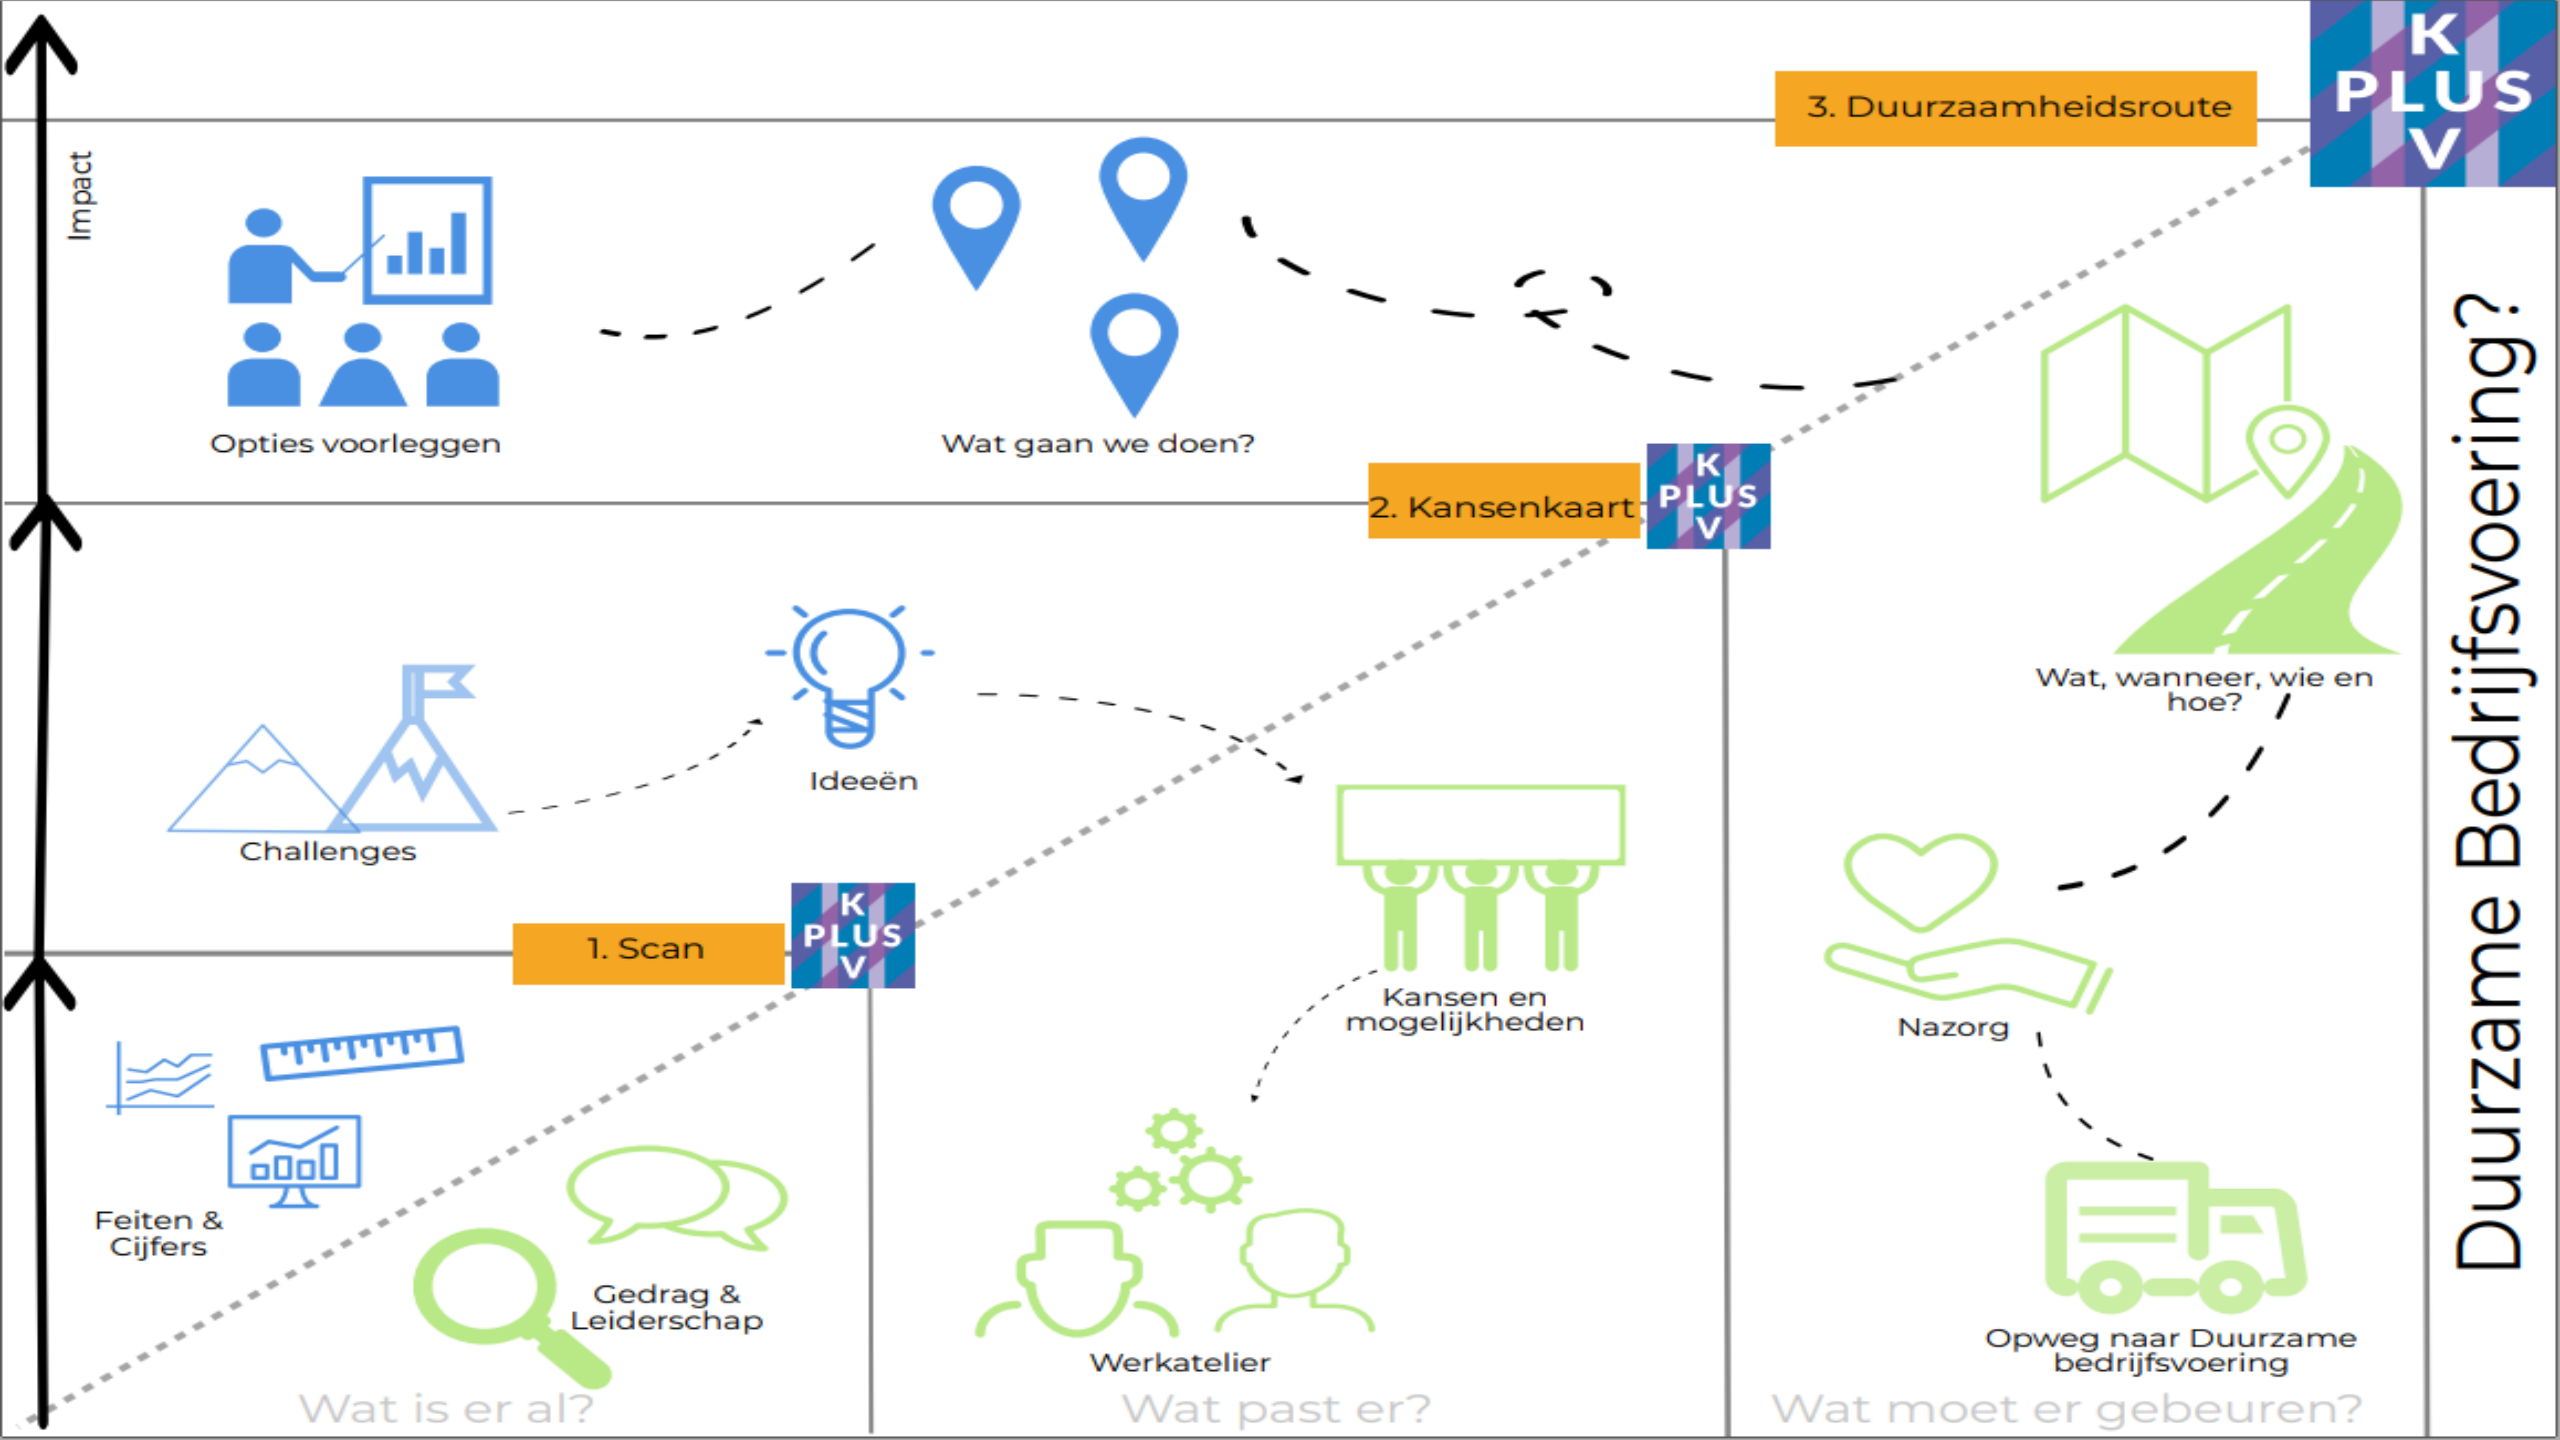 K
PLUS
V
3. Duurzaamheidsroute
Impact
Opties voorleggen
Wat gaan we doen?
2. Kansenkaart
K
PLUS
V
Wat, wanneer, wie en
hoe?
Duurzame Bedrijfsvoering?
Challenges
Ideeën
1. Scan
K
PLUS
V
Kansen en
mogelijkheden
Nazorg
Feiten &
Cijfers
Gedrag &
Leiderschap
Werkatelier
Opweg naar Duurzame
bedrijfsvoering
Wat is er al?
Wat past er?
Wat moet er gebeuren?